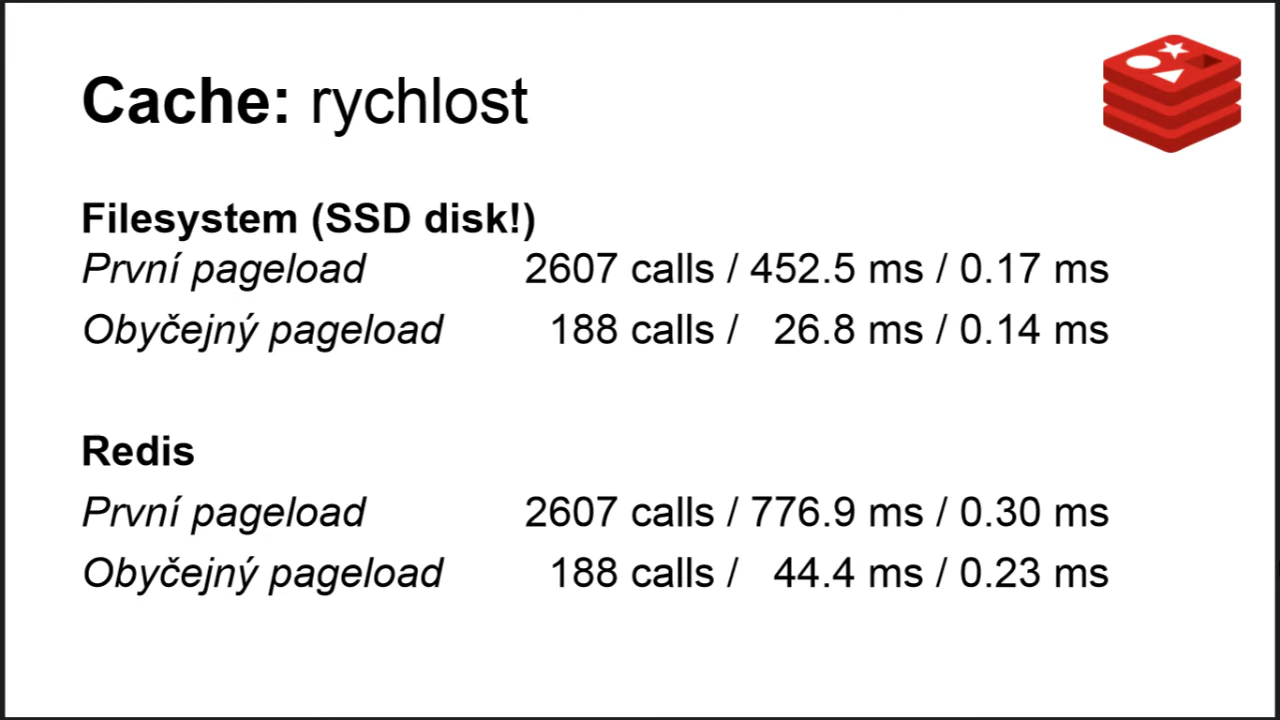 Cache: rychlost
Filesystem (SSD disk!)
První pageload 2607 calls / 452.5 ms / 0.17 ms
Obyčejný pageload 188 calls / 26.8 ms / 0.14 ms
Redis
První pageload 2607 calls / 776.9 ms / 0.30 ms
Obyčejný pageload 188 calls / 44.4 ms / 0.23 ms